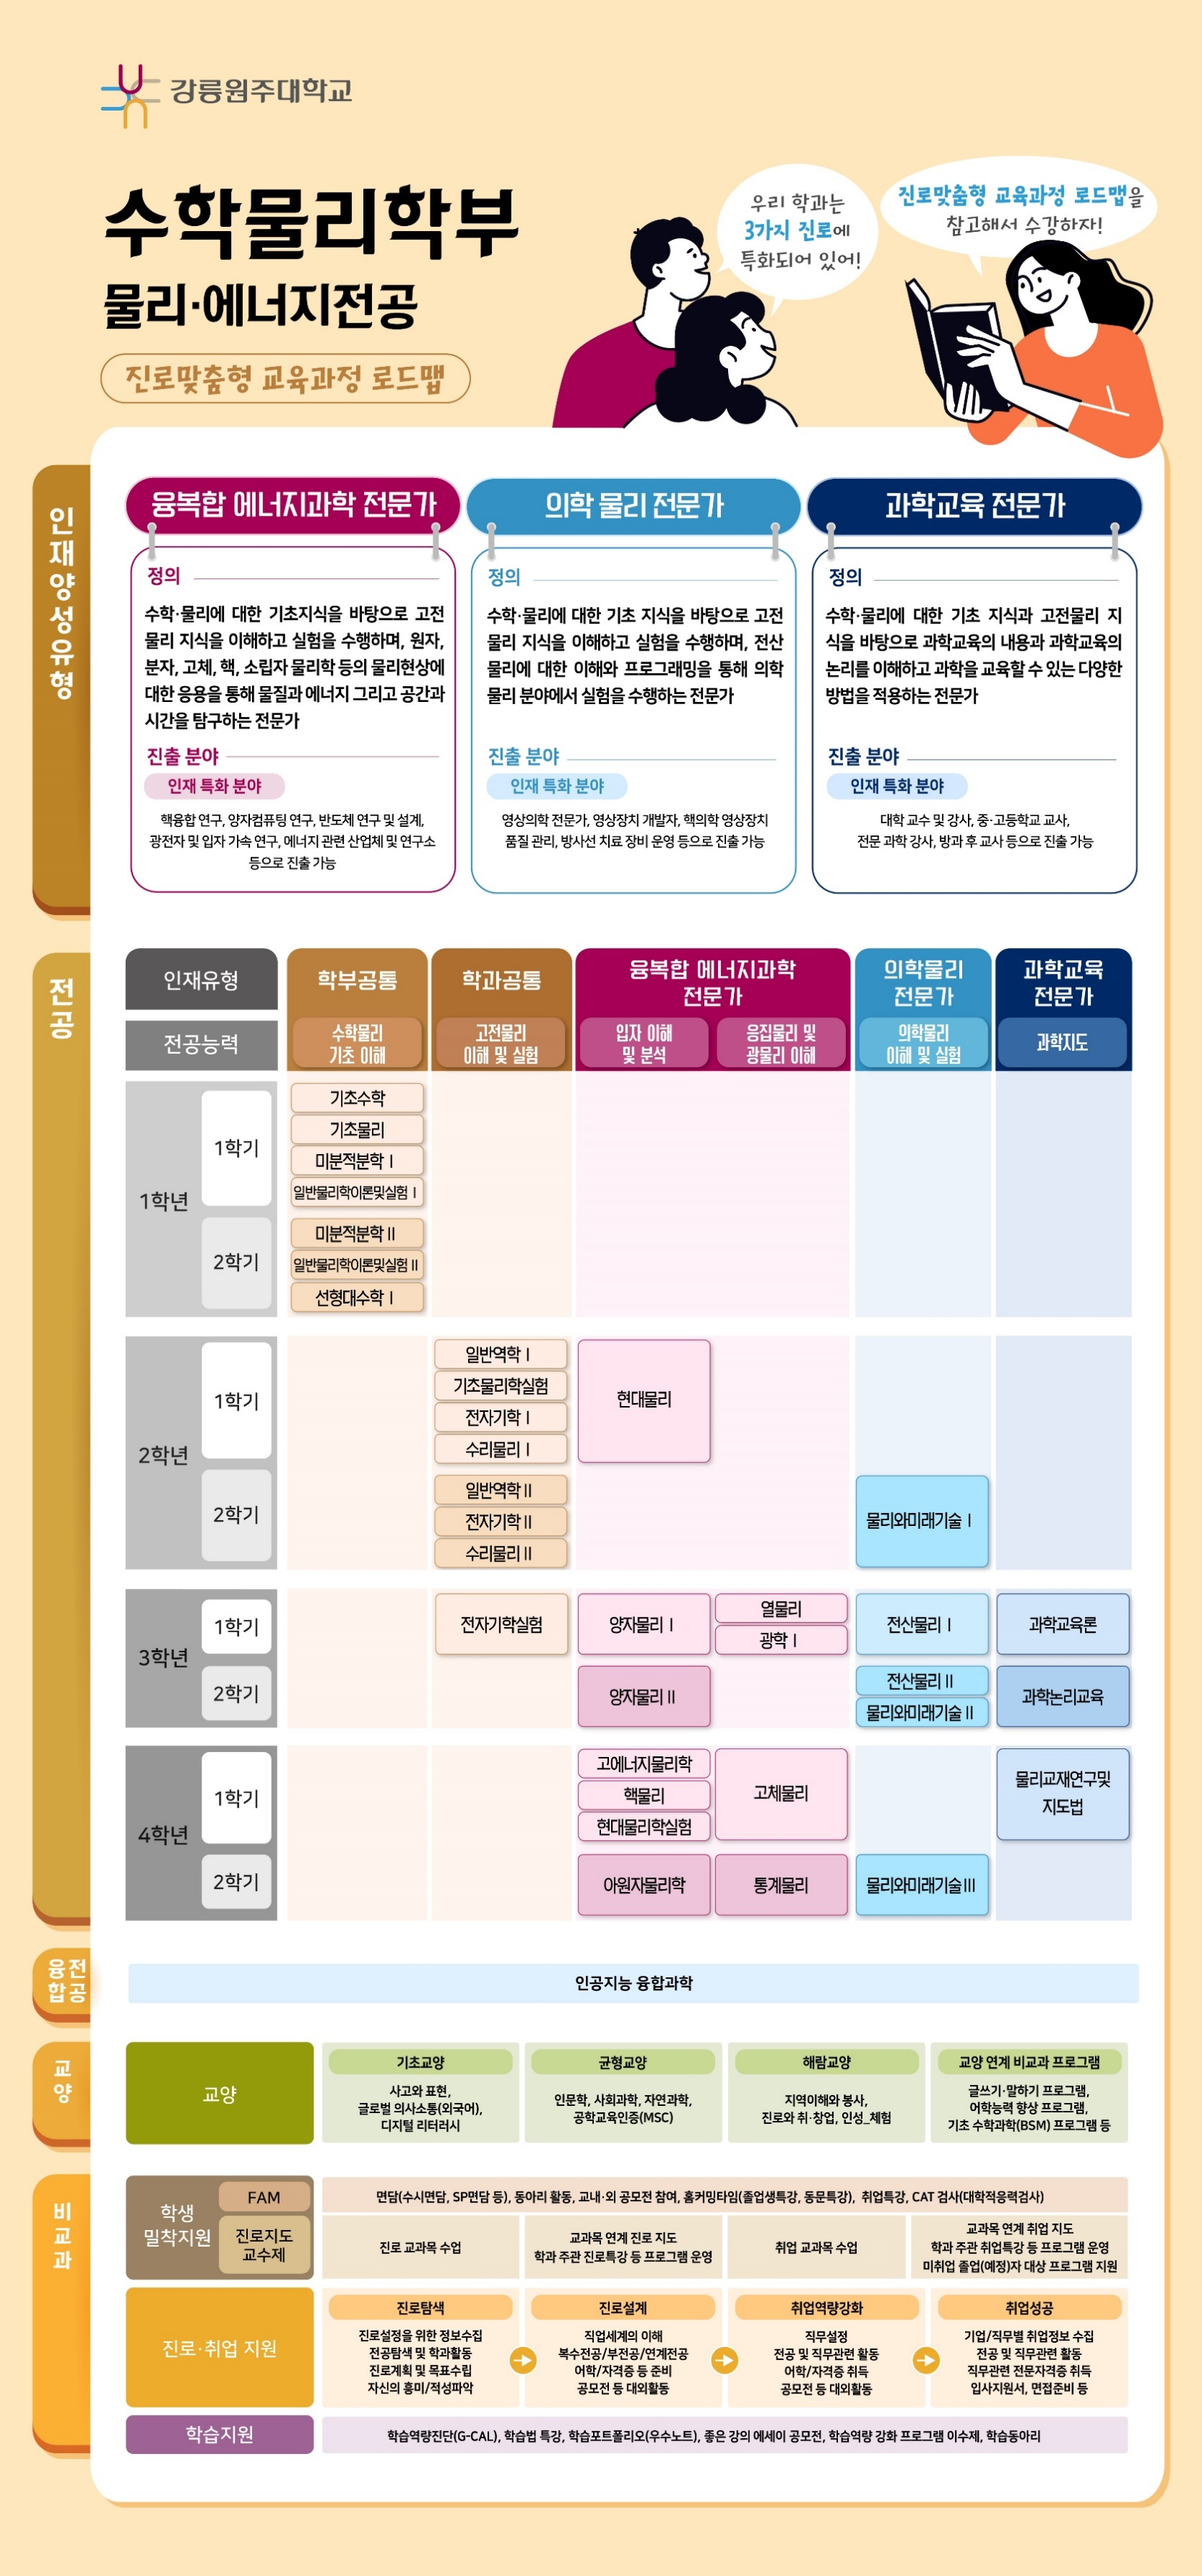 강릉원주대학교
수학물리학부
물리·에너지전공
진로맞춤형 교육과정 로드맵
우리 학과는
3가지 진로에
특화되어 있어!
진로맞춤형 교육과정 로드맵을
참고해서 수강하자!
인재양성유형
융복합 에너지과학 전문가
정의
수학·물리에 대한 기초지식을 바탕으로 고전
물리 지식을 이해하고 실험을 수행하며, 원자,
분자, 고체, 핵, 소립자 물리학 등의 물리현상에
대한 응용을 통해 물질과 에너지 그리고 공간과
시간을 탐구하는 전문가
진출 분야
인재 특화 분야
핵융합 연구, 양자컴퓨팅 연구, 반도체 연구 및 설계,
광전자 및 입자 가속 연구, 에너지 관련 산업체 및 연구소
등으로 진출 가능
의학 물리 전문가
정의
수학·물리에 대한 기초 지식을 바탕으로 고전
물리 지식을 이해하고 실험을 수행하며, 전산
물리에 대한 이해와 프로그래밍을 통해 의학
물리 분야에서 실험을 수행하는 전문가
진출 분야
인재 특화 분야
영상의학 전문가, 영상장치 개발자, 핵의학 영상장치
품질 관리, 방사선 치료 장비 운영 등으로 진출 가능
과학교육 전문가
정의
수학·물리에 대한 기초 지식과 고전물리 지
식을 바탕으로 과학교육의 내용과 과학교육의
논리를 이해하고 과학을 교육할 수 있는 다양한
방법을 적용하는 전문가
진출 분야
인재 특화 분야
대학 교수 및 강사, 중·고등학교 교사,
전문 과학 강사, 방과 후 교사 등으로 진출 가능
전공
인재유형
학부공통
학과공통
융복합 에너지과학
전문가
의학물리
전문가
과학교육
전문가
전공능력
수학물리
기초 이해
고전물리
이해 및 실험
입자 이해
및 분석
응집물리 및
광물리 이해
의학물리
이해 및 실험
과학지도
1학년
1학기
기초수학
기초물리
미분적분학 Ⅰ
일반물리학이론및실험 Ⅰ
2학기
미분적분학 Ⅱ
일반물리학이론및실험 Ⅱ
선형대수학 Ⅰ
2학년
1학기
일반역학 Ⅰ
기초물리학실험
전자기학 Ⅰ
수리물리 Ⅰ
현대물리
2학기
일반역학 Ⅱ
전자기학 Ⅱ
수리물리 Ⅱ
물리와미래기술 Ⅰ
3학년
1학기
전자기학실험
양자물리 Ⅰ
열물리
광학 Ⅰ
전산물리 Ⅰ
과학교육론
2학기
양자물리 Ⅱ
전산물리 Ⅱ
물리와미래기술 Ⅱ
과학논리교육
4학년
1학기
고에너지물리학
핵물리
현대물리학실험
고체물리
물리교재연구및
지도법
2학기
아원자물리학
통계물리
물리와미래기술Ⅲ
융합전공
인공지능 융합과학
교양
교양
기초교양
사고와 표현,
글로벌 의사소통(외국어),
디지털 리터러시
균형교양
인문학, 사회과학, 자연과학,
공학교육인증(MSC)
해람교양
지역이해와 봉사,
진로와 취·창업, 인성_체험
교양 연계 비교과 프로그램
글쓰기·말하기 프로그램,
어학능력 향상 프로그램,
기초 수학과학(BSM) 프로그램 등
비교과
학생
밀착지원
FAM
면담(수시면담, SP면담 등), 동아리 활동, 교내·외 공모전 참여, 홈커밍타임(졸업생특강, 동문특강), 취업특강, CAT 검사(대학적응력검사)
진로지도
교수제
진로 교과목 수업
교과목 연계 진로 지도
학과 주관 진로특강 등 프로그램 운영
취업 교과목 수업
교과목 연계 취업 지도
학과 주관 취업특강 등 프로그램 운영
미취업 졸업(예정)자 대상 프로그램 지원
진로·취업 지원
진로탐색
진로설정을 위한 정보수집
전공탐색 및 학과활동
진로계획 및 목표수립
자신의 흥미/적성파악
진로설계
직업세계의 이해
복수전공/부전공/연계전공
어학/자격증 등 준비
공모전 등 대외활동
취업역량강화
직무설정
전공 및 직무관련 활동
어학/자격증 취득
공모전 등 대외활동
취업성공
기업/직무별 취업정보 수집
전공 및 직무관련 활동
직무관련 전문자격증 취득
입사지원서, 면접준비 등
학습지원
학습역량진단(G-CAL), 학습법 특강, 학습포트폴리오(우수노트), 좋은 강의 에세이 공모전, 학습역량 강화 프로그램 이수제, 학습동아리